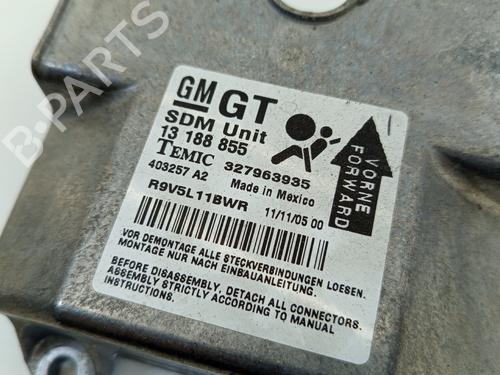 B-PARTS
GM GT
SDM Unit
13 188 855
TEMIC 327963935
403257 A2 Made in Mexico
R9V5L11BWR 11/11/05 00
VORNE
FORWARD
VOR DEMONTAGE ALLE STECKVERBINDUNGEN LOESEN.
MONTAGE NUR NACH EINBAUANLEITUNG.
BEFORE DISASSEMBLY, DETACH ALL CONNECTORS.
ASSEMBLY STRICTLY ACCORDING TO MANUAL
INSTRUCTIONS.